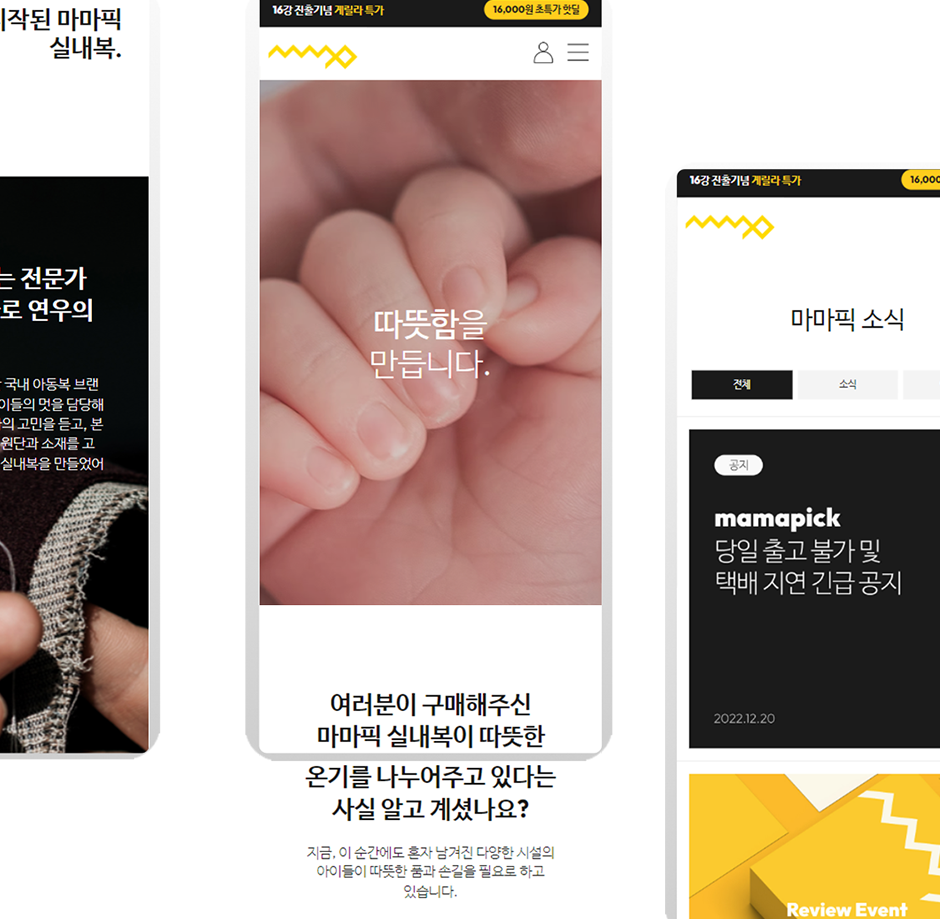 시작된 마마픽
실내복.
는 전문가
로 연우의
국내 아동복 브랜
이들의 멋을 담당해
의 고민을 듣고, 본
원단과 소재를 고
실내복을 만들었어
16강 진출기념 게릴라 특가
16,000원 초특가 핫딜
따뜻함을
만듭니다.
여러분이 구매해주신
마마픽 실내복이 따뜻한
온기를 나누어주고 있다는
사실 알고 계셨나요?
지금, 이 순간에도 혼자 남겨진 다양한 시설의
아이들이 따뜻한 품과 손길을 필요로 하고
있습니다.
16강 진출기념 게릴라 특가
16,000
마마픽 소식
전체
소식
공지
mamapick
당일 출고 불가 및
택배 지연 긴급 공지
2022.12.20
Review Event